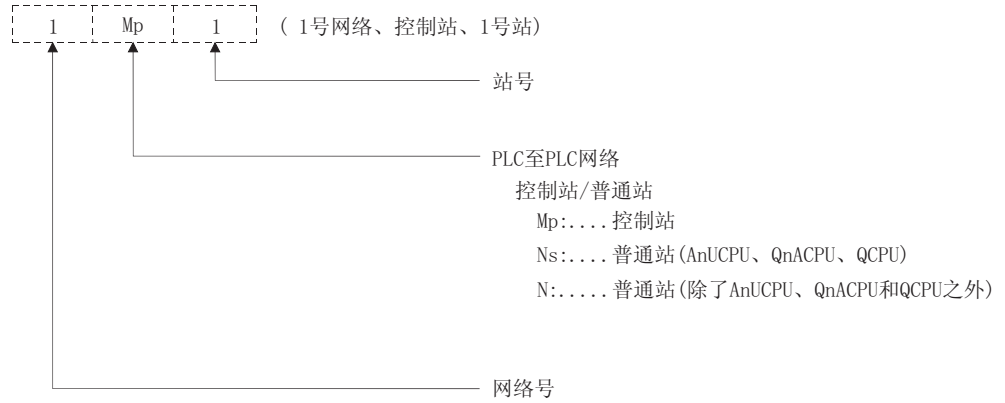 1 Mp 1 ( 1号网络、控制站、1号站)
站号
PLC至PLC网络
控制站/普通站
Mp:....控制站
Ns:....普通站(AnUCPU、QnACPU、QCPU)
N:.....普通站(除了AnUCPU、QnACPU和QCPU之外)
网络号